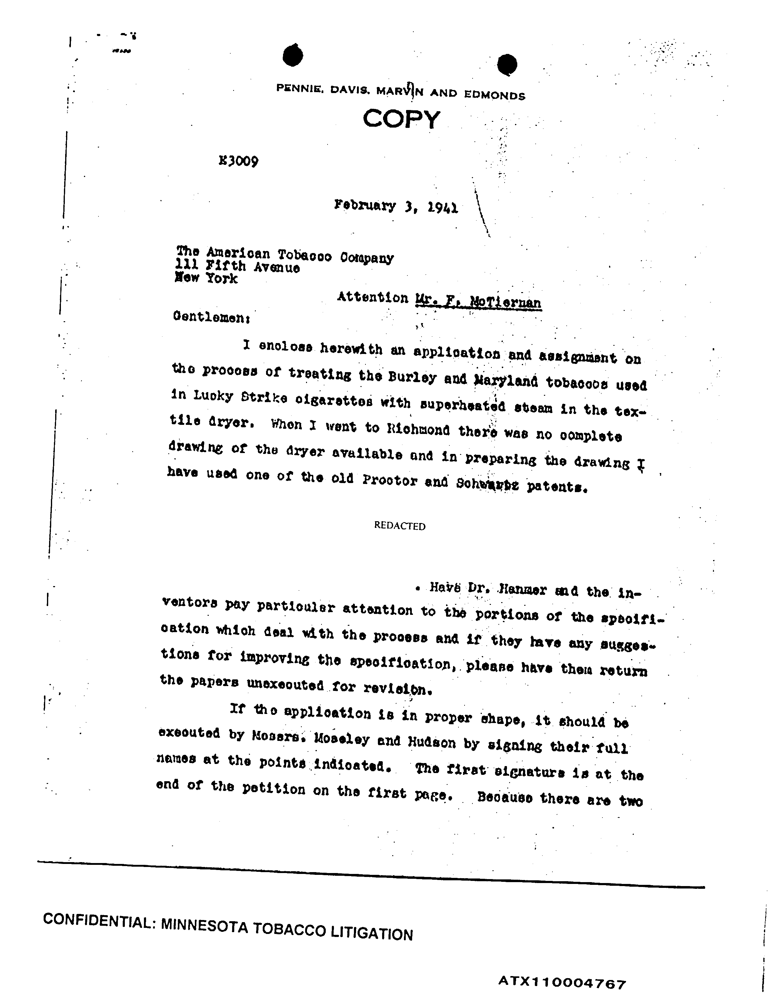 PENNIE, DAVIS, MARVIN AND EDMONDS
COPY
E3009
February 3, 1941
The American Tobacco Company
111 Fifth Avenue
New York
Attention Mr. F. McTiernan
Gentlemen:
I enclose herewith an application and assignment on
the process of treating the Burley and Maryland tobaccos used
in Lucky Strike cigarettes with superheated steam in the tex-
tile dryer. When I went to Richmond there was no complete
drawing of the dryer available and in preparing the drawing I
have used one of the old Proctor and Schwartz patents.
REDACTED
. Have Dr. Hanmer and the in-
ventors pay particular attention to the portions of the specifi-
cation which deal with the process and if they have any sugges-
tions for improving the specification, please have them return
the papers unexecuted for revision.
If the application is in proper shape, it should be
executed by Messrs. Moseley and Hudson by signing their full
names at the points indicated. The first signature is at the
end of the petition on the first page. Because there are two
CONFIDENTIAL: MINNESOTA TOBACCO LITIGATION
ATX110004767